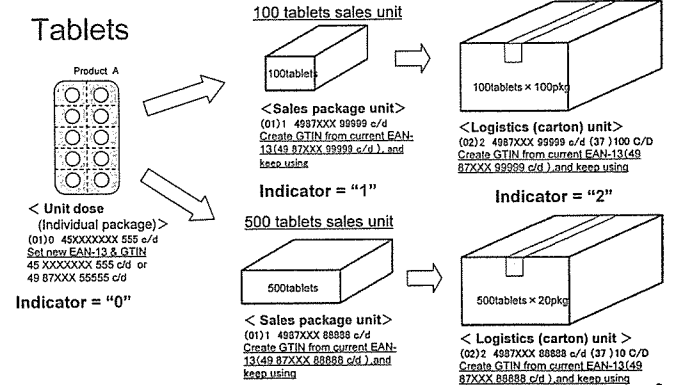 Tablets
Product A
< Unit dose
(Individual package)>
(01)0 45XXXXXXX 555 c/d
Set new EAN-13 & GTIN
45 XXXXXXX 555 c/d or
49 87XXX 55555 c/d
Indicator = “0”
100 tablets sales unit
100tablets
<Sales package unit>
(01)1 4987XXX 99999 c/d
Create GTIN from current EAN-
13(49 87XXX 99999 c/d ),and
keep using
Indicator = “1”
100tablets×100pkg
<Logistics (carton) unit>
(02)2 4987XXX 99999 c/d (37 )100 C/D
Create GTIN from current EAN-13(49
87XXX 99999 c/d ),and keep using
Indicator = “2”
500 tablets sales unit
500tablets
< Sales package unit>
(01)1 4987XXX 88888 c/d
Create GTIN from current EAN-
13(49 87XXX 88888 c/d ),and
keep using
500tablets×20pkg
< Logistics (carton) unit >
(02)2 4987XXX 88888 c/d (37 )10 C/D
Create GTIN from current EAN-13(49
87XXX 88888 c/d ),and keep using